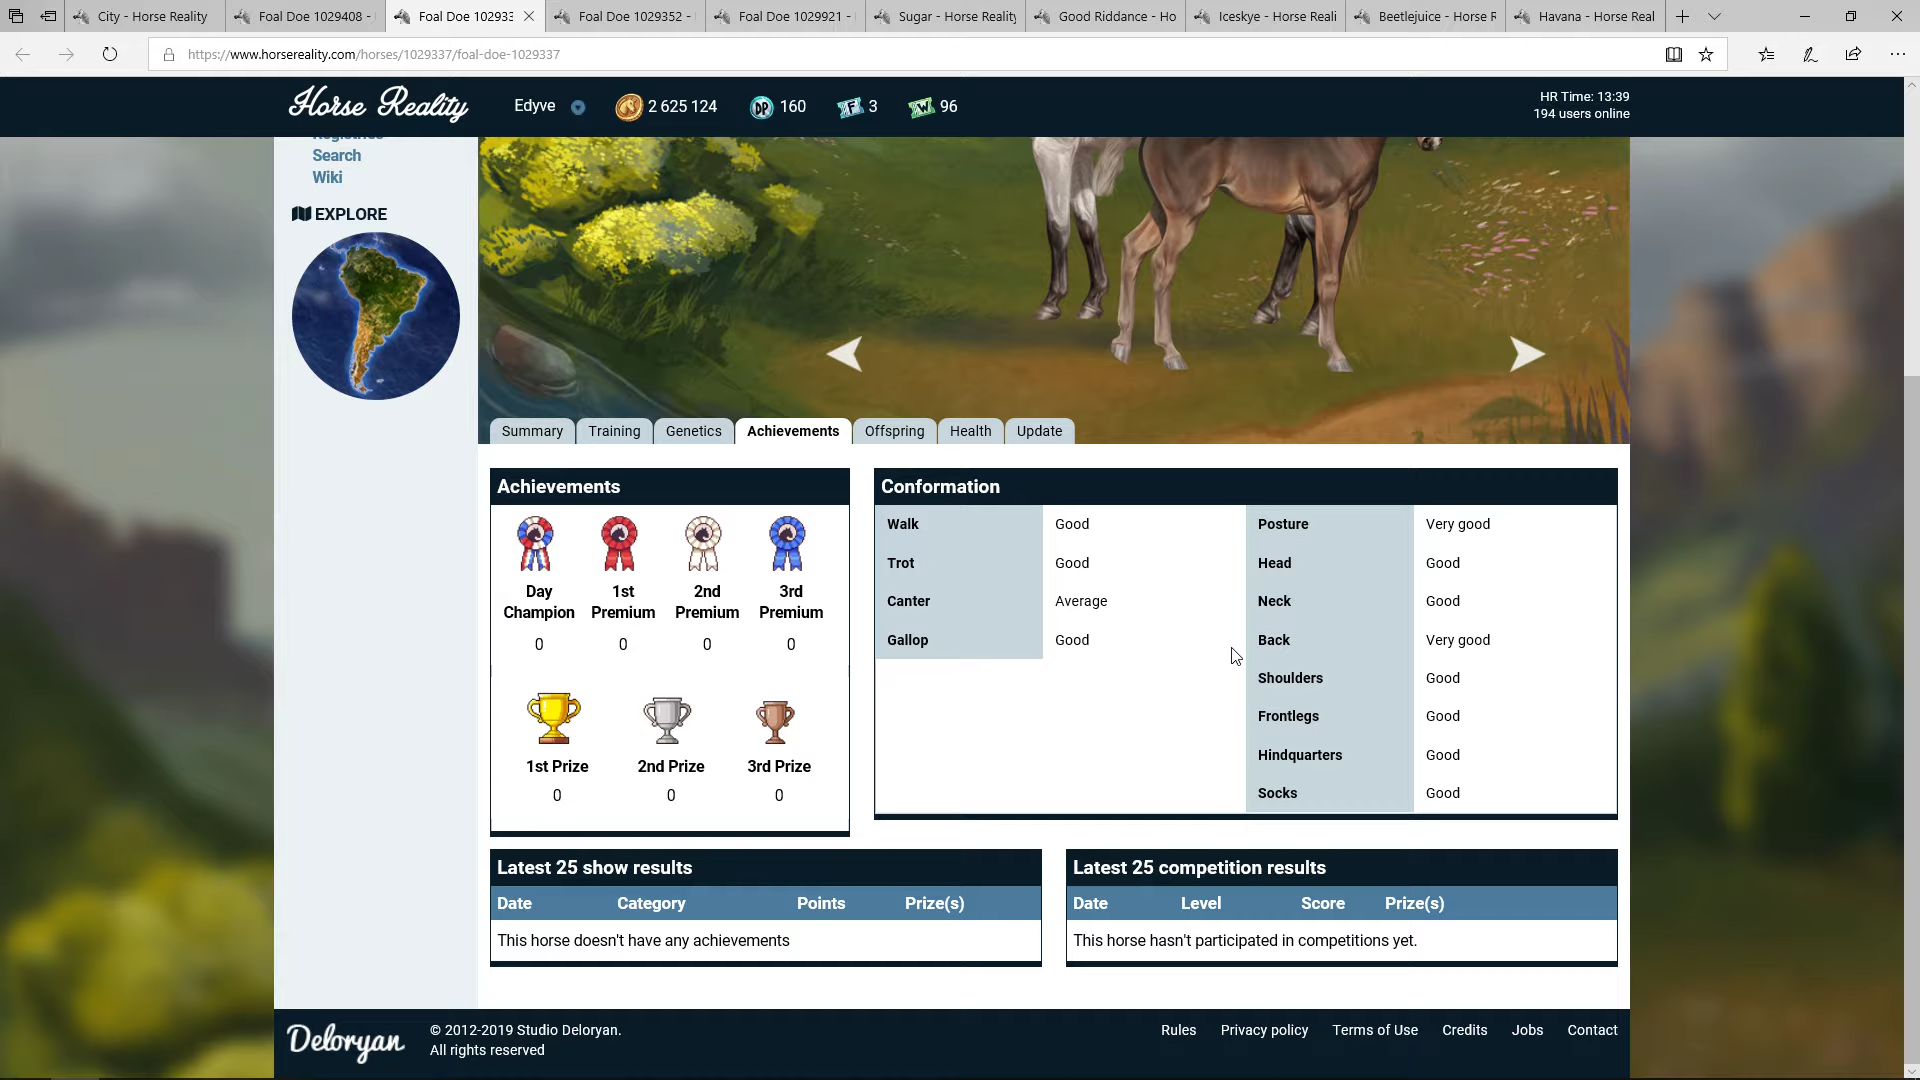 City - Horse Reality
Foal Doe 1029408 -
Foal Doe 102933
Foal Doe 1029352 -
Foal Doe 1029921 -
Sugar - Horse Reality
Good Riddance - Ho
Iceskye - Horse Reali
Beetlejuice - Horse R
Havana - Horse Real
https://www.horsereality.com/horses/1029337/foal-doe-1029337
Horse Reality
Edyve
2 625 124
DP 160
F 3
W 96
HR Time: 13:39
194 users online
Registries
Search
Wiki
EXPLORE
Summary
Training
Genetics
Achievements
Offspring
Health
Update
Achievements
Day Champion
0
1st Premium
0
2nd Premium
0
3rd Premium
0
1st Prize
0
2nd Prize
0
3rd Prize
0
Conformation
Walk Good
Trot Good
Canter Average
Gallop Good
Posture Very good
Head Good
Neck Good
Back Very good
Shoulders Good
Frontlegs Good
Hindquarters Good
Socks Good
Latest 25 show results
Date Category Points Prize(s)
This horse doesn't have any achievements
Latest 25 competition results
Date Level Score Prize(s)
This horse hasn't participated in competitions yet.
Deloryan
© 2012-2019 Studio Deloryan.
All rights reserved
Rules
Privacy policy
Terms of Use
Credits
Jobs
Contact